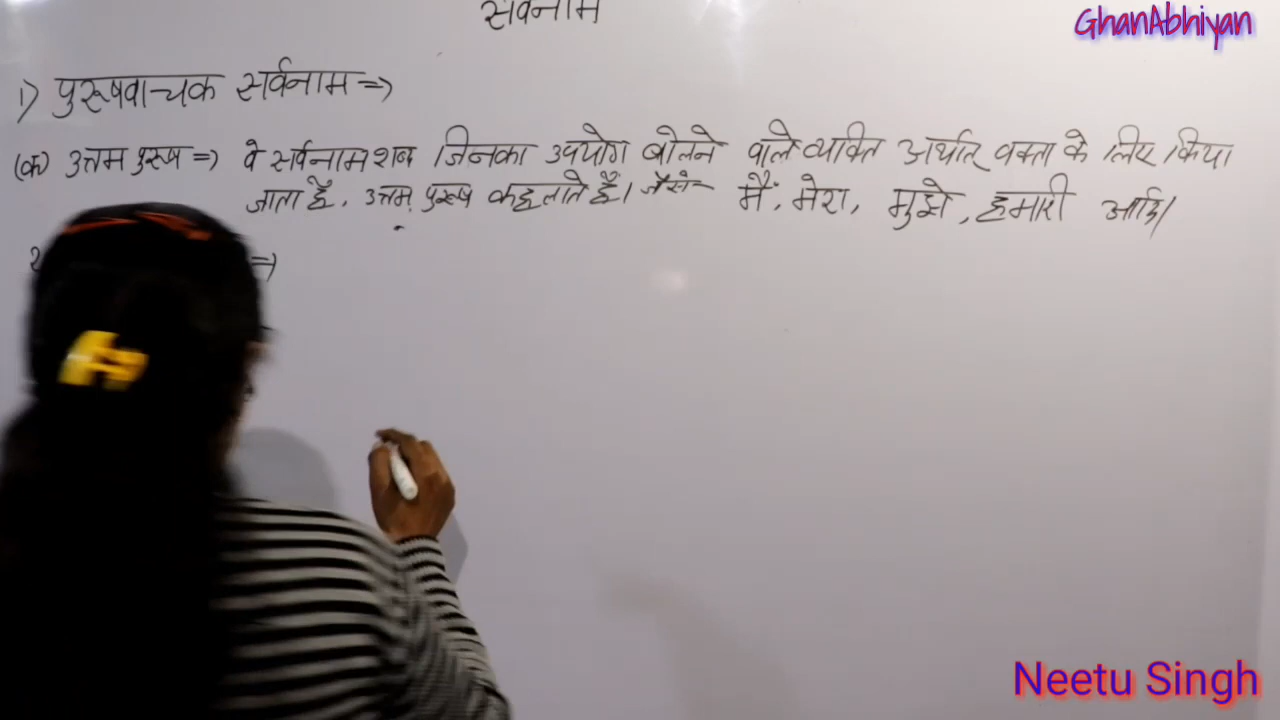 सर्वनाम
GhanAbhiyan
1) पुरूषवाचक सर्वनाम =>
(क) उत्तम पुरूष => वे सर्वनाम शब्द जिनका उपयोग बोलने वाले व्यक्ति अर्थात् वक्ता के लिए किया
जाता है, उत्तम पुरूष कहलाते हैं। जैसे- मैं, मेरा, मुझे, हमारी आदि।
=>
Neetu Singh